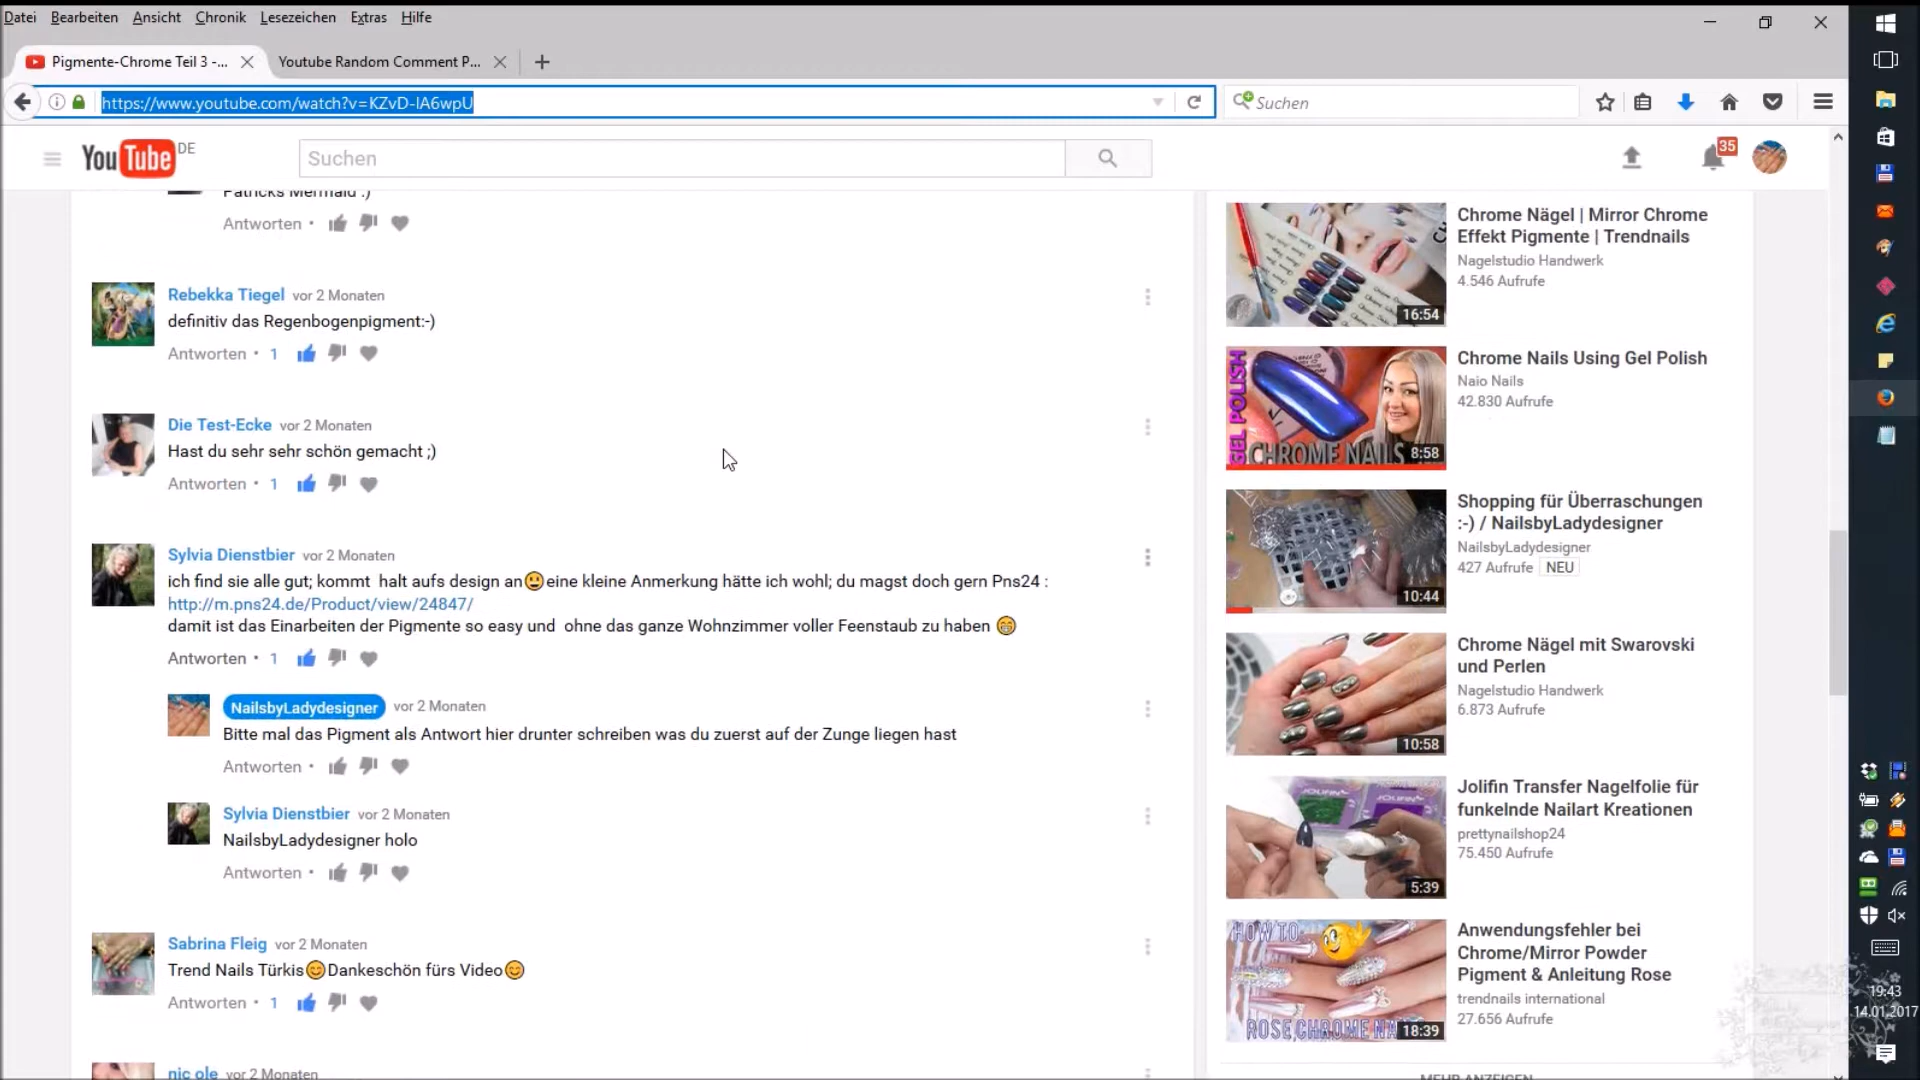 Datei Bearbeiten Ansicht Chronik Lesezeichen Extras Hilfe
Pigmente-Chrome Teil 3 -... Youtube Random Comment P...
https://www.youtube.com/watch?v=KZvD-lA6wpU
Suchen
YouTube DE
Suchen
35
Patricks Mermaid :)
Antworten •
Rebekka Tiegel vor 2 Monaten
definitiv das Regenbogenpigment:-)
Antworten • 1
Die Test-Ecke vor 2 Monaten
Hast du sehr sehr schön gemacht ;)
Antworten • 1
Sylvia Dienstbier vor 2 Monaten
ich find sie alle gut; kommt halt aufs design an😃eine kleine Anmerkung hätte ich wohl; du magst doch gern Pns24 :
http://m.pns24.de/Product/view/24847/
damit ist das Einarbeiten der Pigmente so easy und ohne das ganze Wohnzimmer voller Feenstaub zu haben 😁
Antworten • 1
NailsbyLadydesigner vor 2 Monaten
Bitte mal das Pigment als Antwort hier drunter schreiben was du zuerst auf der Zunge liegen hast
Antworten •
Sylvia Dienstbier vor 2 Monaten
NailsbyLadydesigner holo
Antworten •
Sabrina Fleig vor 2 Monaten
Trend Nails Türkis😊Dankeschön fürs Video😊
Antworten • 1
nic ole vor 2 Monaten
16:54
Chrome Nägel | Mirror Chrome
Effekt Pigmente | Trendnails
Nagelstudio Handwerk
4.546 Aufrufe
GEL POLISH
CHROME NAILS
8:58
Chrome Nails Using Gel Polish
Naio Nails
42.830 Aufrufe
10:44
Shopping für Überraschungen
:-) / NailsbyLadydesigner
NailsbyLadydesigner
427 Aufrufe NEU
10:58
Chrome Nägel mit Swarovski
und Perlen
Nagelstudio Handwerk
6.873 Aufrufe
JOLIFIN
5:39
Jolifin Transfer Nagelfolie für
funkelnde Nailart Kreationen
prettynailshop24
75.450 Aufrufe
HOW TO:
ROSE CHROME NA
18:39
Anwendungsfehler bei
Chrome/Mirror Powder
Pigment & Anleitung Rose
trendnails international
27.656 Aufrufe
MEHR ANZEIGEN
19:43
14.01.2017